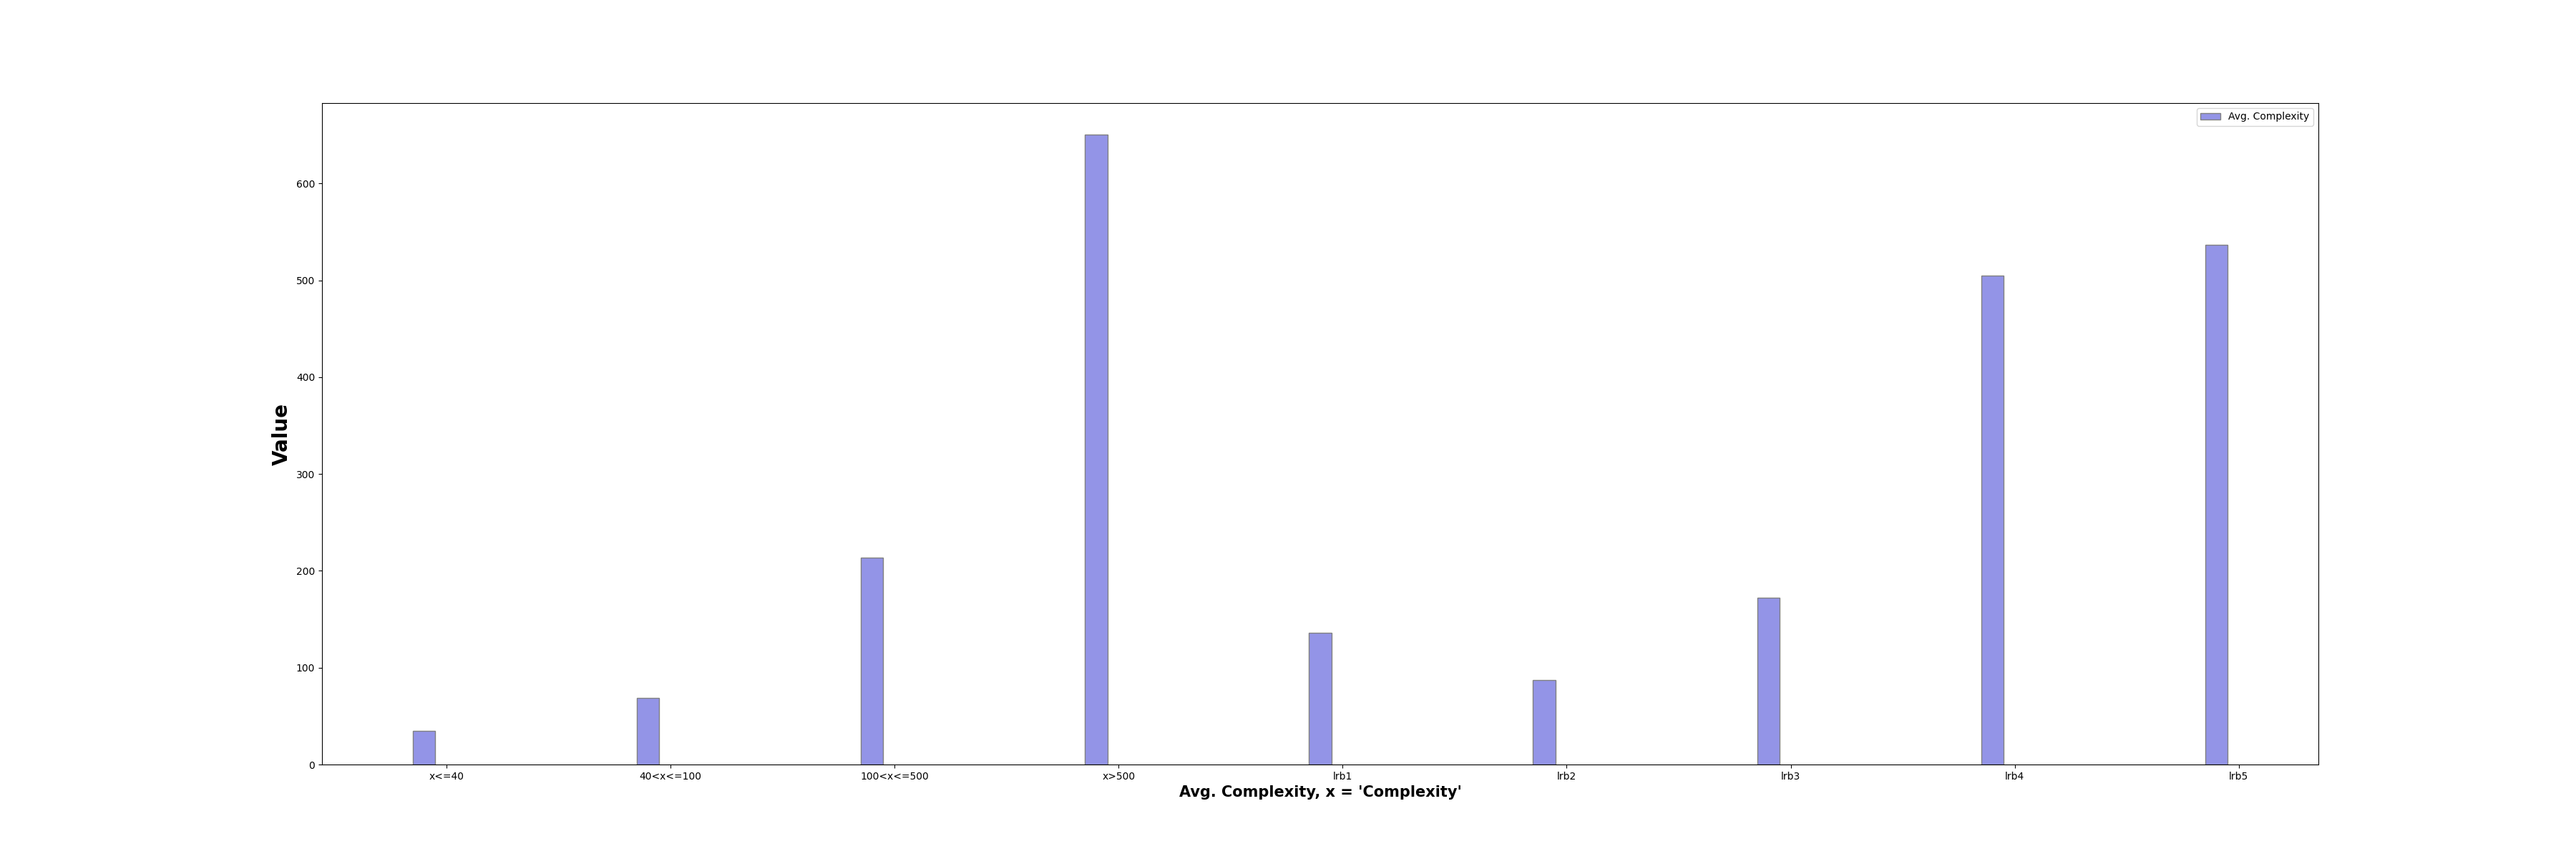 Avg. Complexity
600
500
400
300
200
100
0
Value
x<=40 40<x<=100 100<x<=500 x>500 lrb1 lrb2 lrb3 lrb4 lrb5
Avg. Complexity, x = 'Complexity'